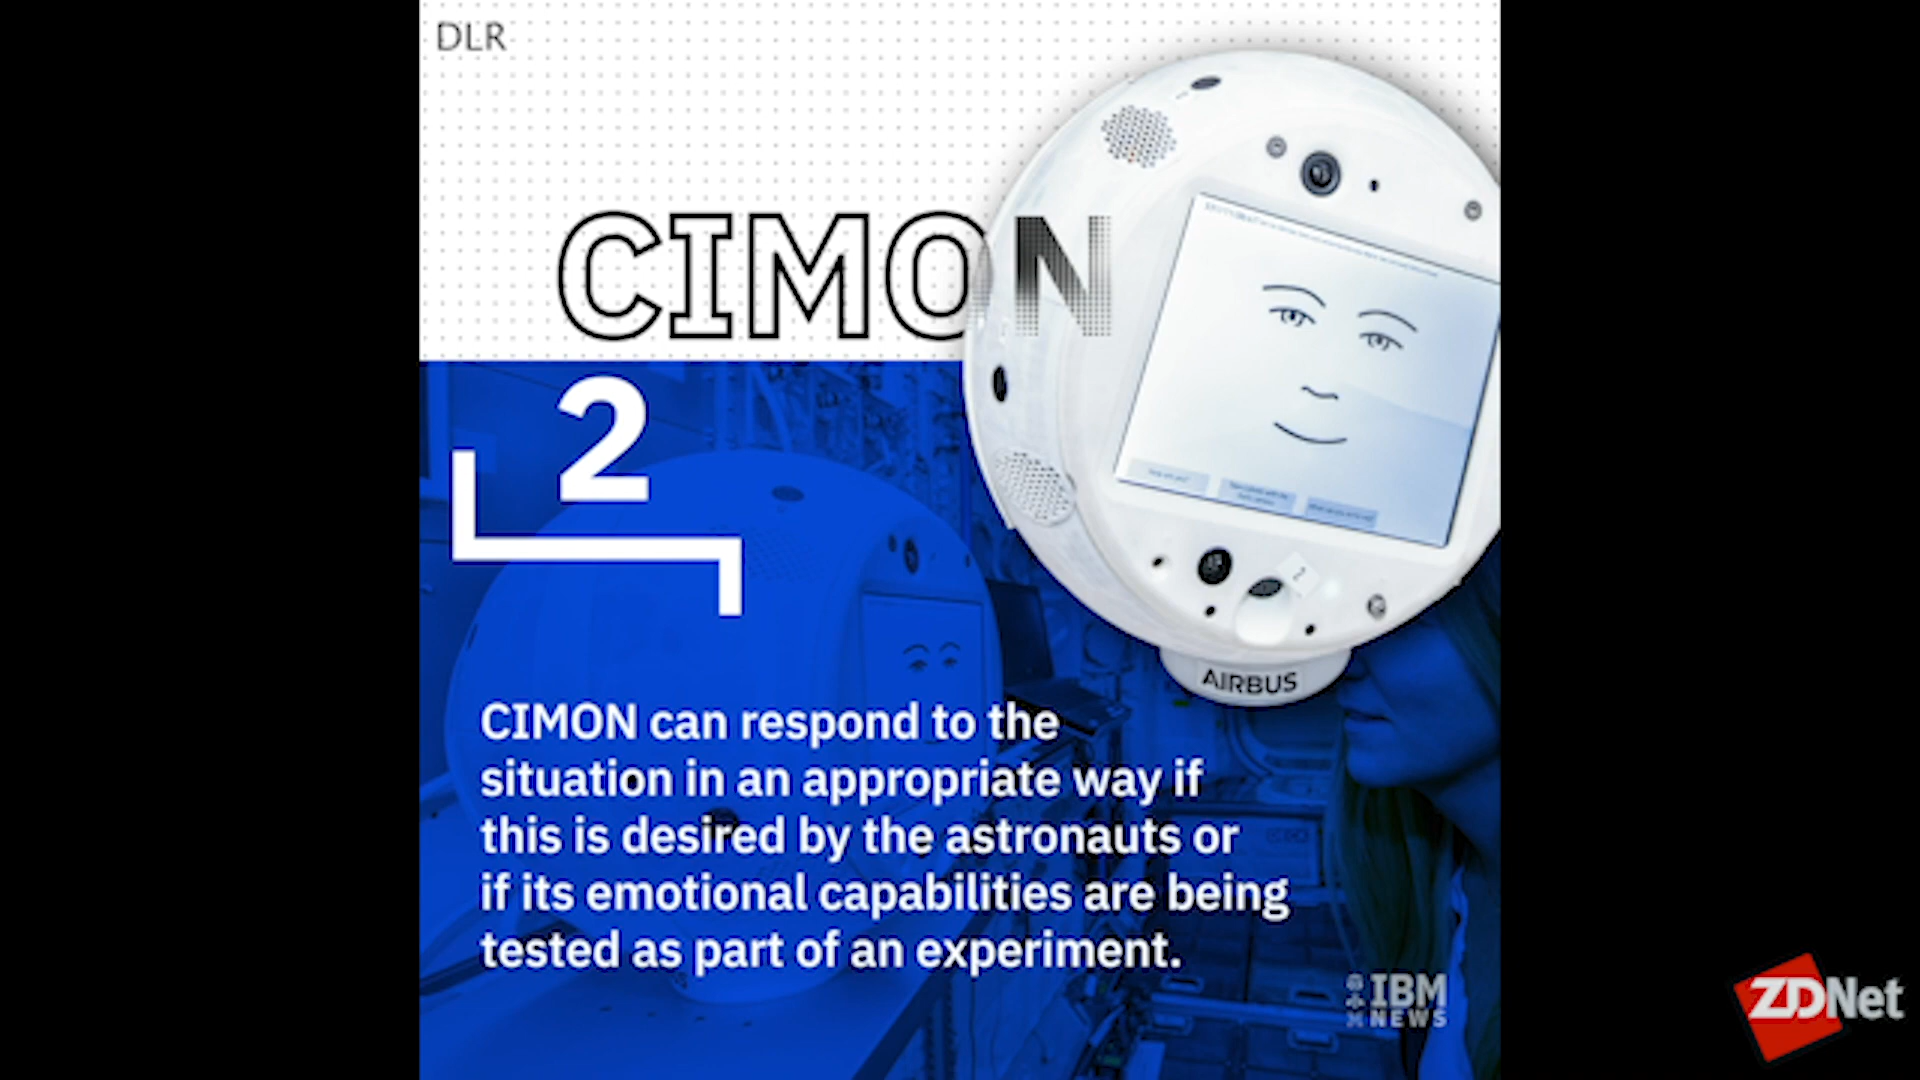 DLR
CIMON
2
AIRBUS
CIMON can respond to the
situation in an appropriate way if
this is desired by the astronauts or
if its emotional capabilities are being
tested as part of an experiment.
IBM
NEWS
ZDNet